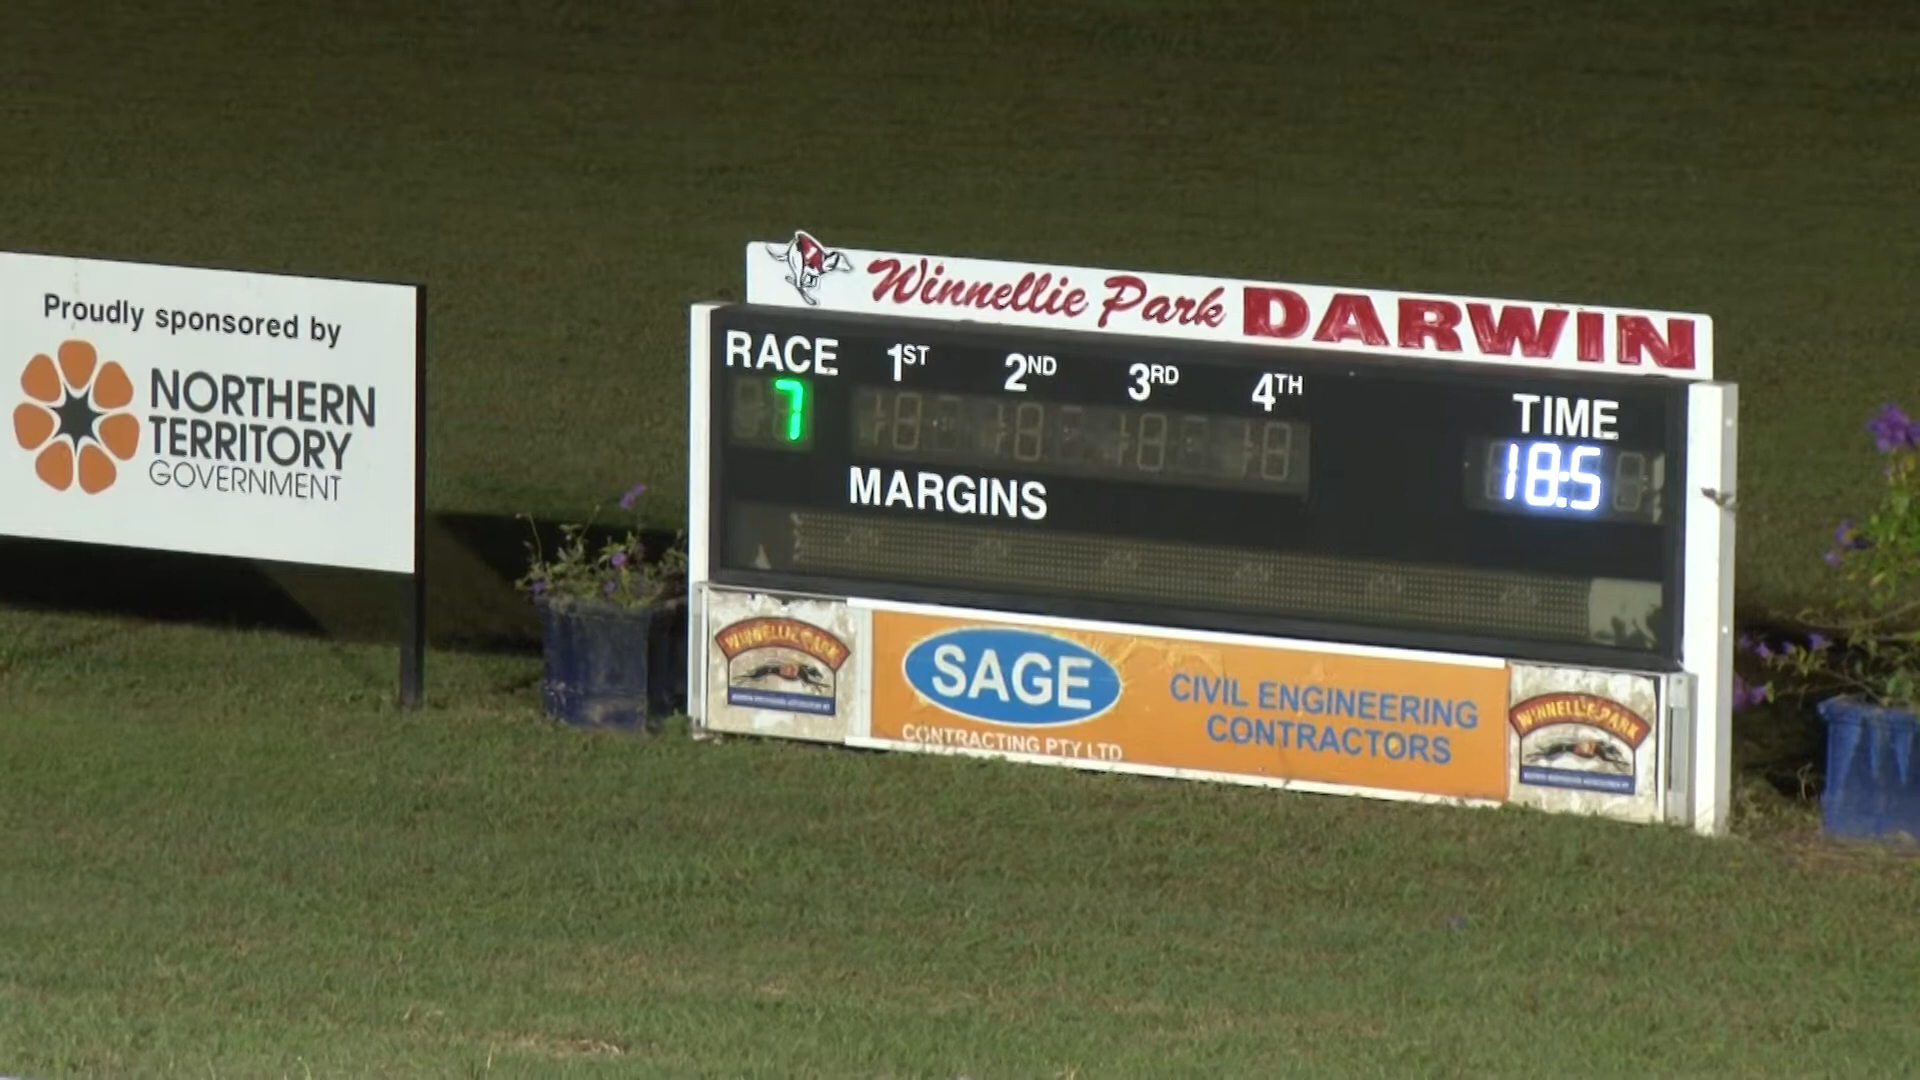 Proudly sponsored by
NORTHERN
TERRITORY
GOVERNMENT
Winnellie Park DARWIN
RACE 1ST 2ND 3RD 4TH TIME
7 18:5
MARGINS
WINNELLIE PARK
SAGE
CONTRACTING PTY LTD
CIVIL ENGINEERING
CONTRACTORS
WINNELLIE PARK